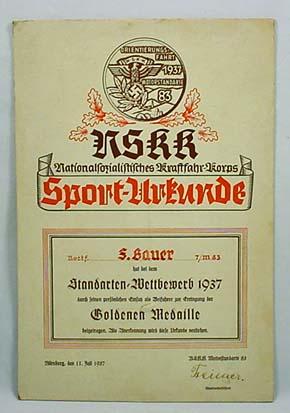 ORIENTIERUNGS-
FAHRT
1937
MOTORSTANDARTE
83
NSKK
Nationalsozialistisches Kraftfahr-Korps
Sport-Urkunde
Rottf. S. Bauer 7/M 83
hat bei dem
Standarten-Wettbewerb 1937
durch seinen persönlichen Einsatz als Beifahrer zur Erringung der
Goldenen Medaille
beigetragen. Als Anerkennung wird diese Urkunde verliehen.
Nürnberg, den 11. Juli 1937
NSKK Motorstandarte 83